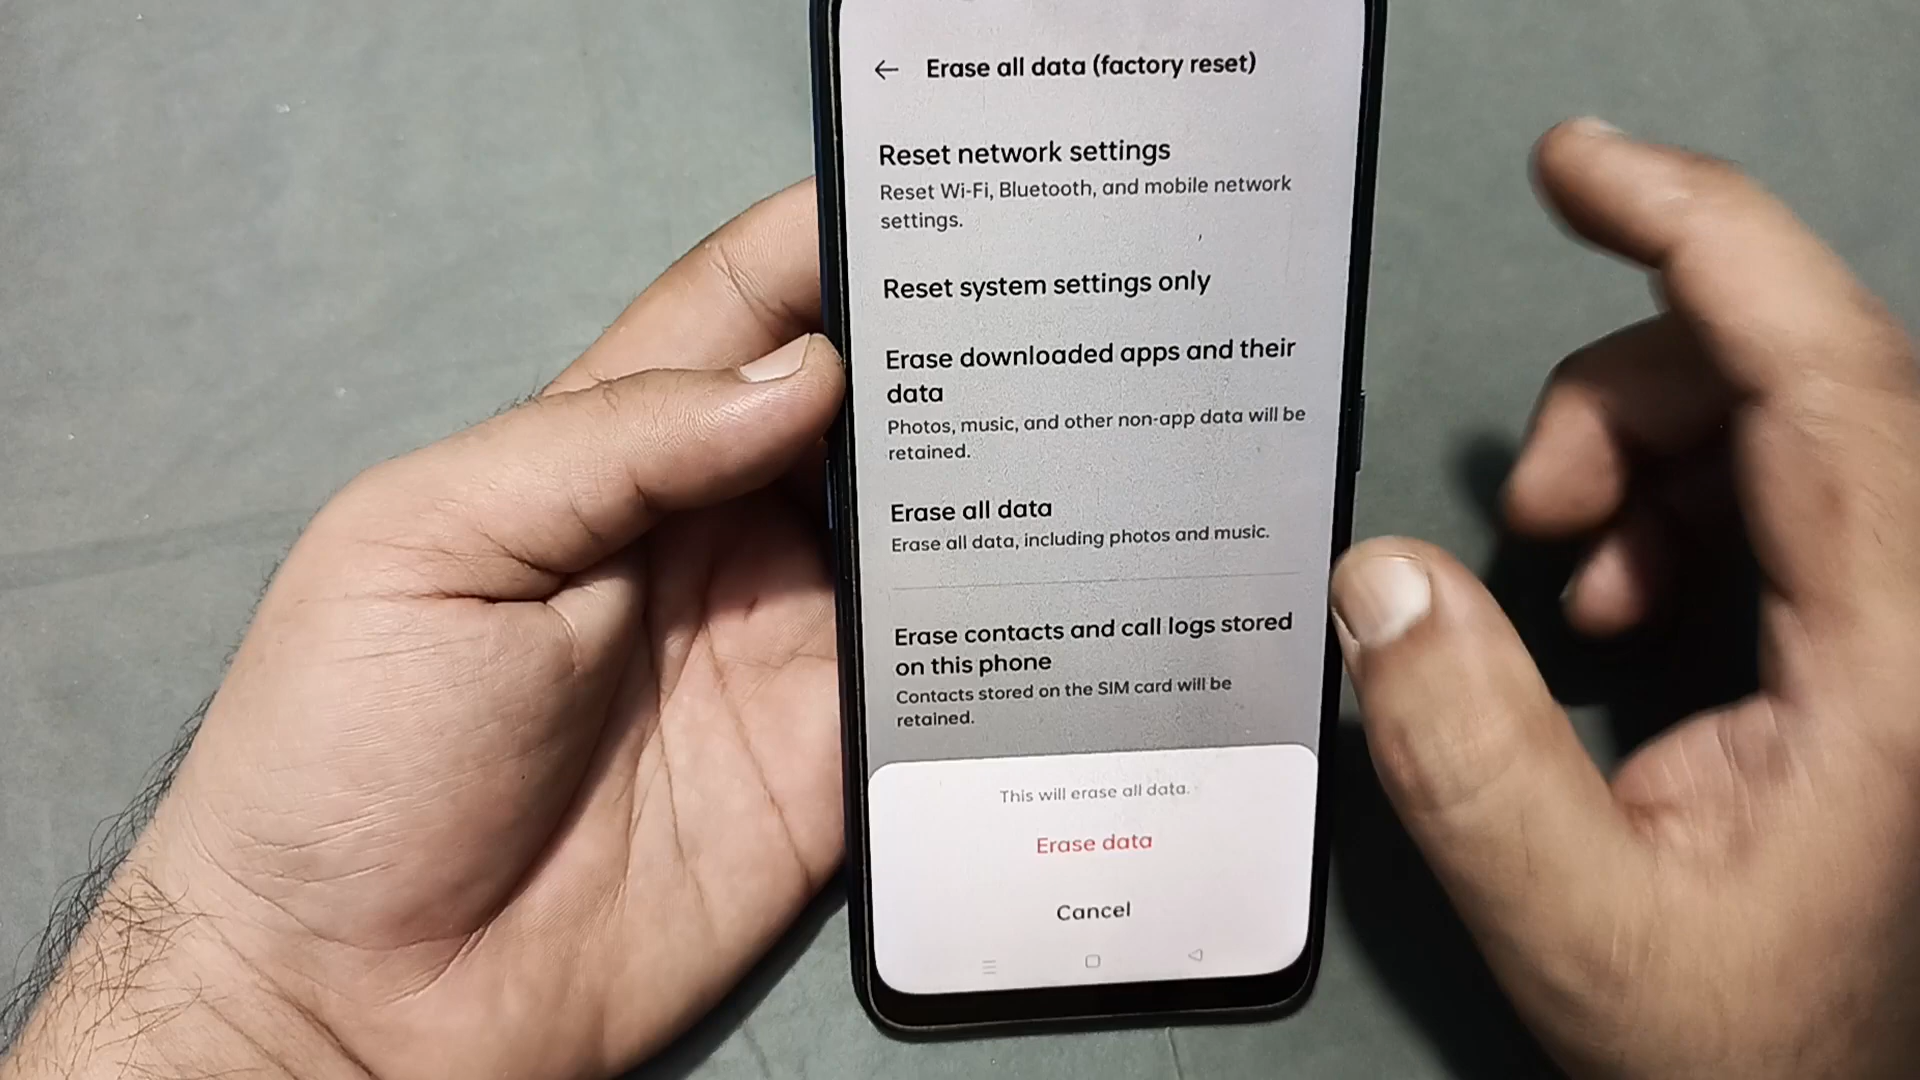 Erase all data (factory reset)
Reset network settings
Reset Wi-Fi, Bluetooth, and mobile network
settings.
Reset system settings only
Erase downloaded apps and their
data
Photos, music, and other non-app data will be
retained.
Erase all data
Erase all data, including photos and music.
Erase contacts and call logs stored
on this phone
Contacts stored on the SIM card will be
retained.
This will erase all data.
Erase data
Cancel